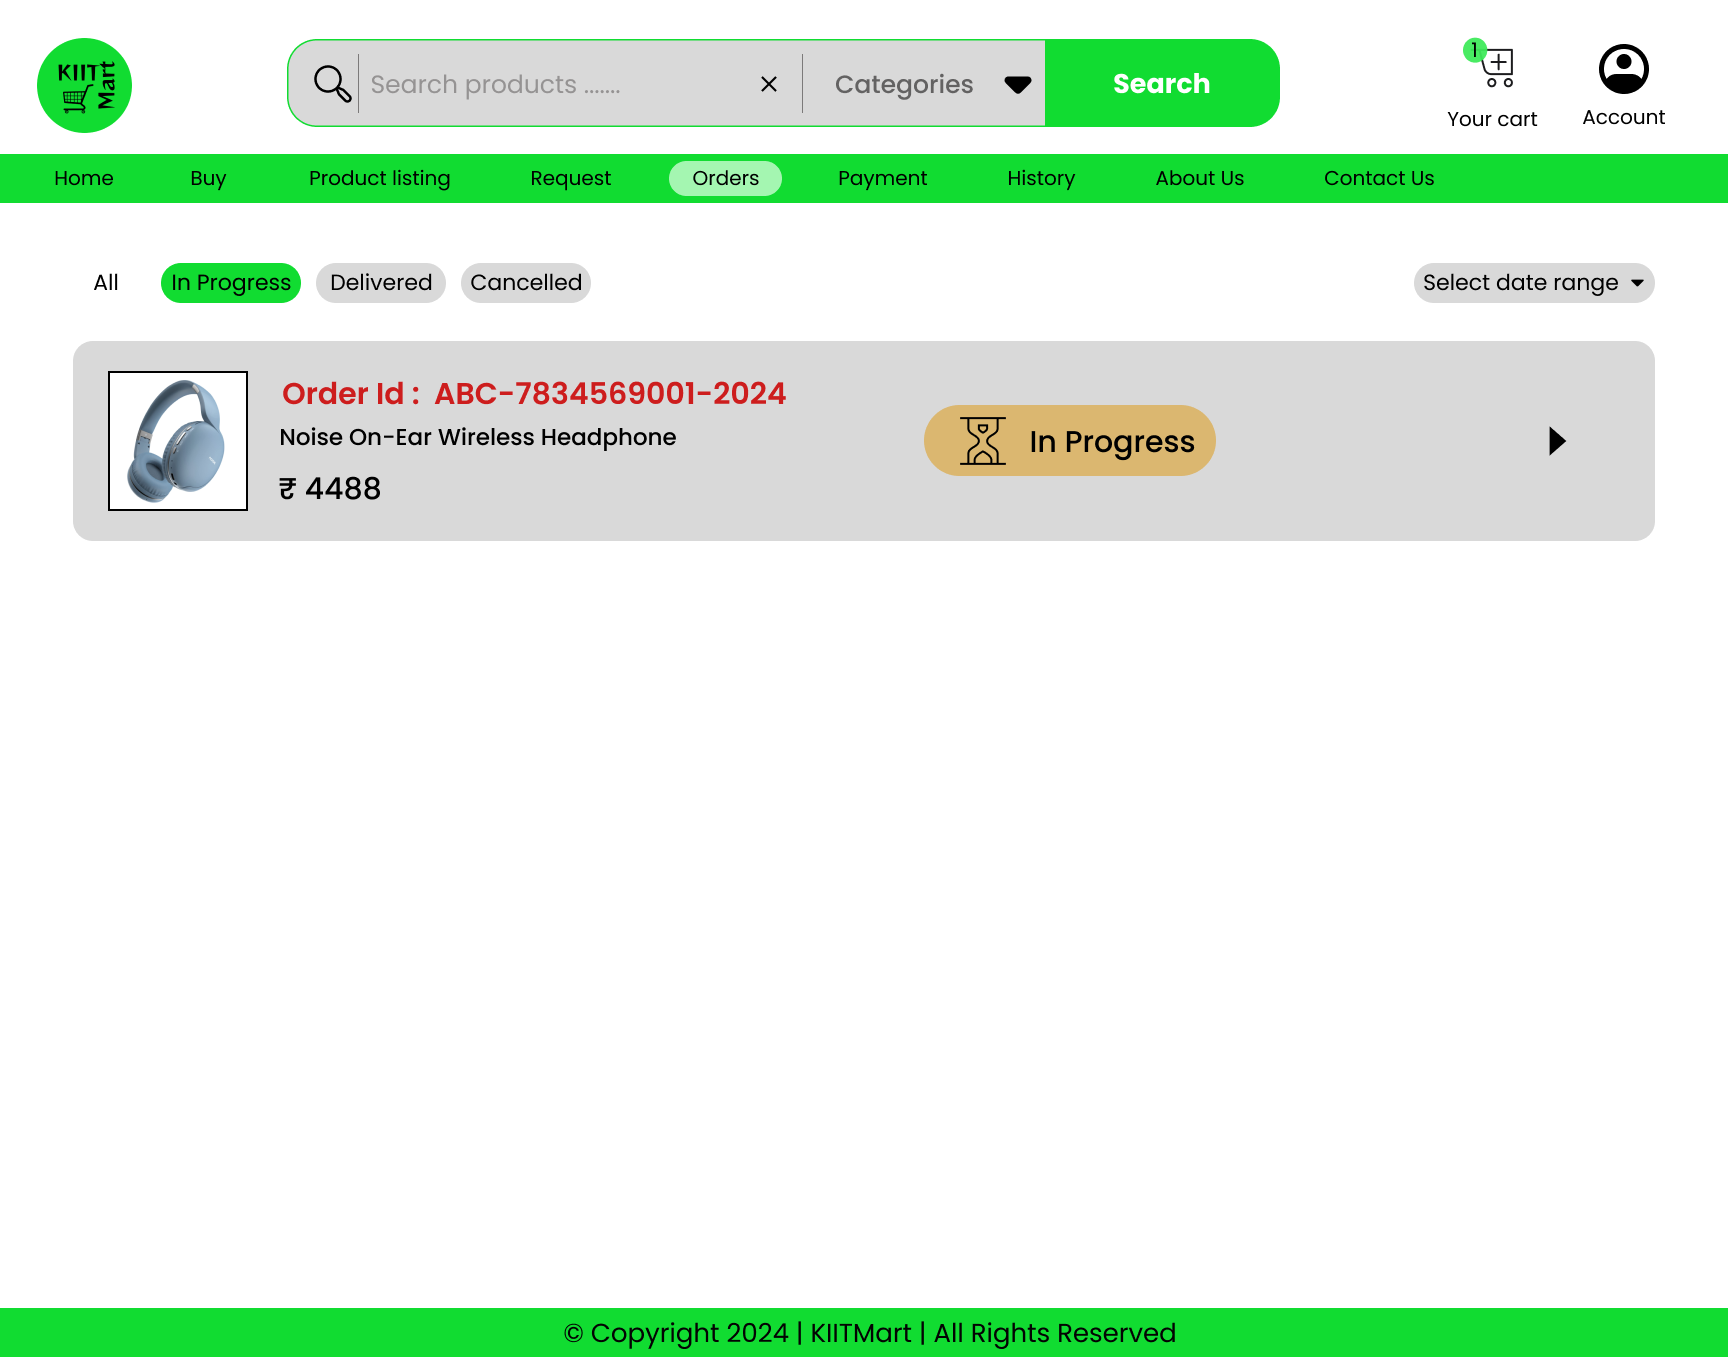 KIIT Mart
Search products .......
Categories
Search
1
Your cart
Account
Home Buy Product listing Request Orders Payment History About Us Contact Us
All In Progress Delivered Cancelled Select date range
Order Id : ABC-7834569001-2024
Noise On-Ear Wireless Headphone
₹ 4488
In Progress
© Copyright 2024 | KIITMart | All Rights Reserved